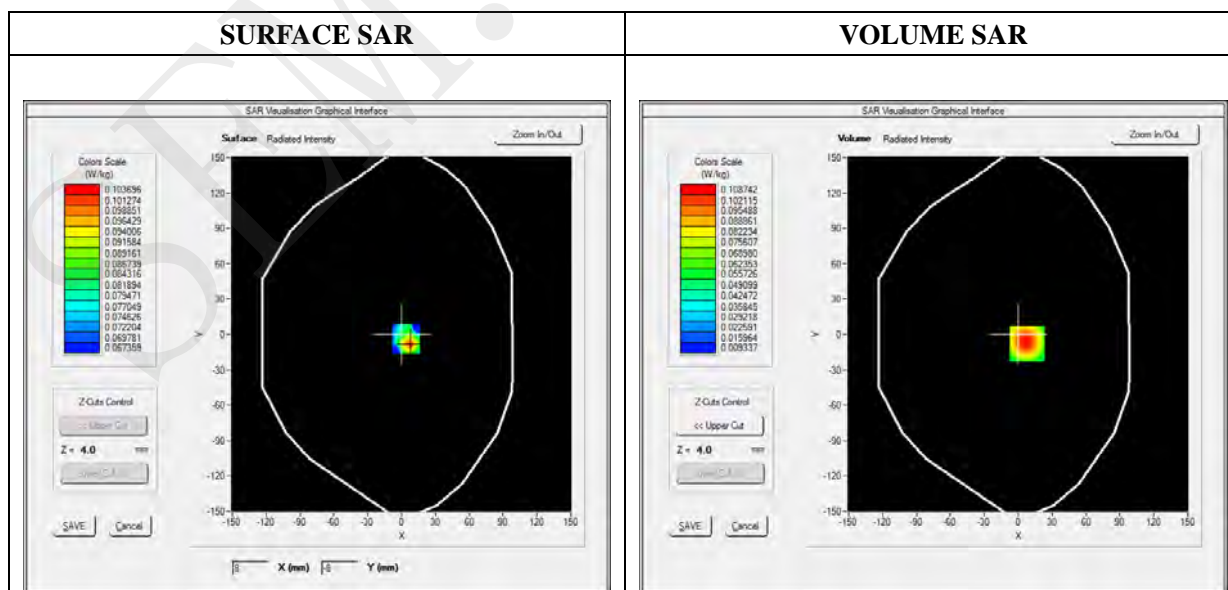 SURFACE SAR
VOLUME SAR
SAR Visualisation Graphical Interface
Surface Radiated Intensity
Zoom In/Out
Colors Scale
(W/kg)
0.103696
0.101274
0.098851
0.096429
0.094006
0.091584
0.089161
0.086739
0.084316
0.081894
0.079471
0.077049
0.074626
0.072204
0.069781
0.067359
150
120
90
60
30
0
-30
-60
-90
-120
-150
Y
-150 -120 -90 -60 -30 0 30 60 90 120 150
X
Z-Cuts Control
<< Upper Cut
Z = 4.0 mm
SAVE
Cancel
8 X (mm) -8 Y (mm)
SAR Visualisation Graphical Interface
Volume Radiated Intensity
Zoom In/Out
Colors Scale
(W/kg)
0.108742
0.102115
0.095488
0.088861
0.082234
0.075607
0.068980
0.062353
0.055726
0.049099
0.042472
0.035845
0.029218
0.022591
0.015964
0.009337
150
120
90
60
30
0
-30
-60
-90
-120
-150
Y
-150 -120 -90 -60 -30 0 30 60 90 120 150
X
Z-Cuts Control
<< Upper Cut
Z = 4.0 mm
SAVE
Cancel